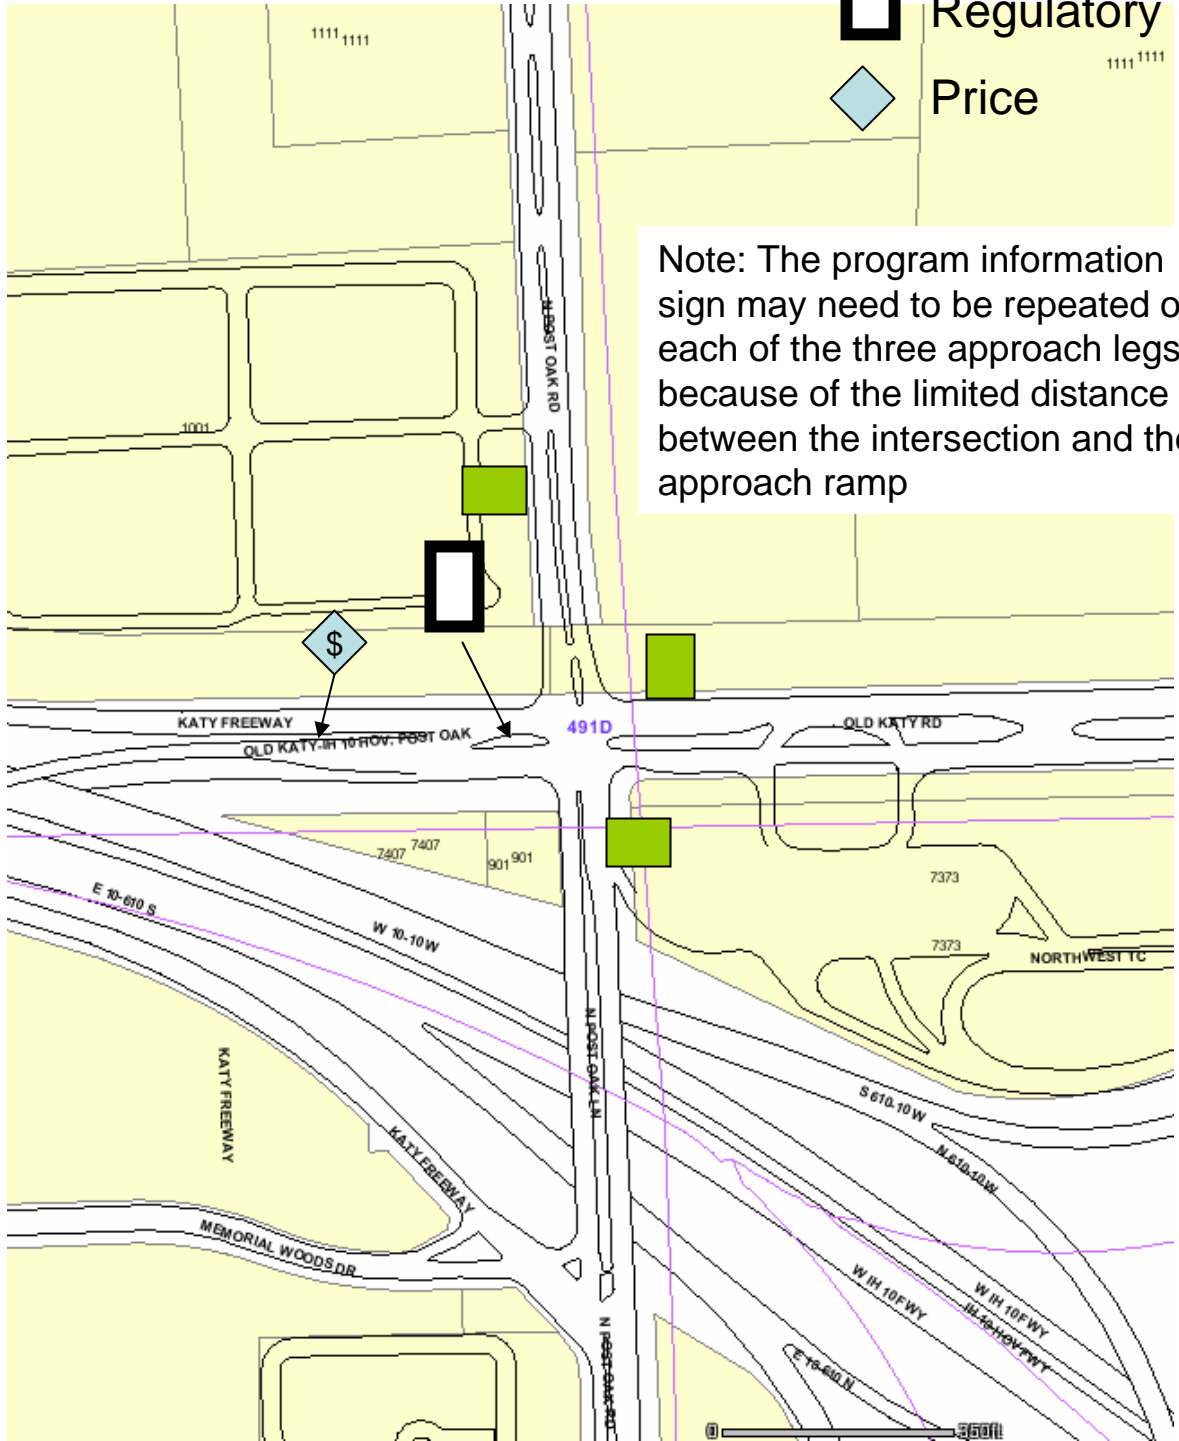 Regulatory
Price
1111 1111
1111 1111
Note: The program information
sign may need to be repeated o
each of the three approach legs
because of the limited distance
between the intersection and the
approach ramp
N POST OAK RD
1001
$
KATY FREEWAY
OLD KATY-IH 10 HOV. POST OAK
491D
OLD KATY RD
7407 7407
901 901
7373
E 10-610 S
W 10-10W
7373
NORTHWEST TC
N POST OAK LN
KATY FREEWAY
S 610-10W
KATY FREEWAY
N 610-10W
MEMORIAL WOODS DR
W IH 10 FWY
W IH 10 FWY
IH 10 HOV FWY
N POST OAK RD
E 10-610 N
0 350ft